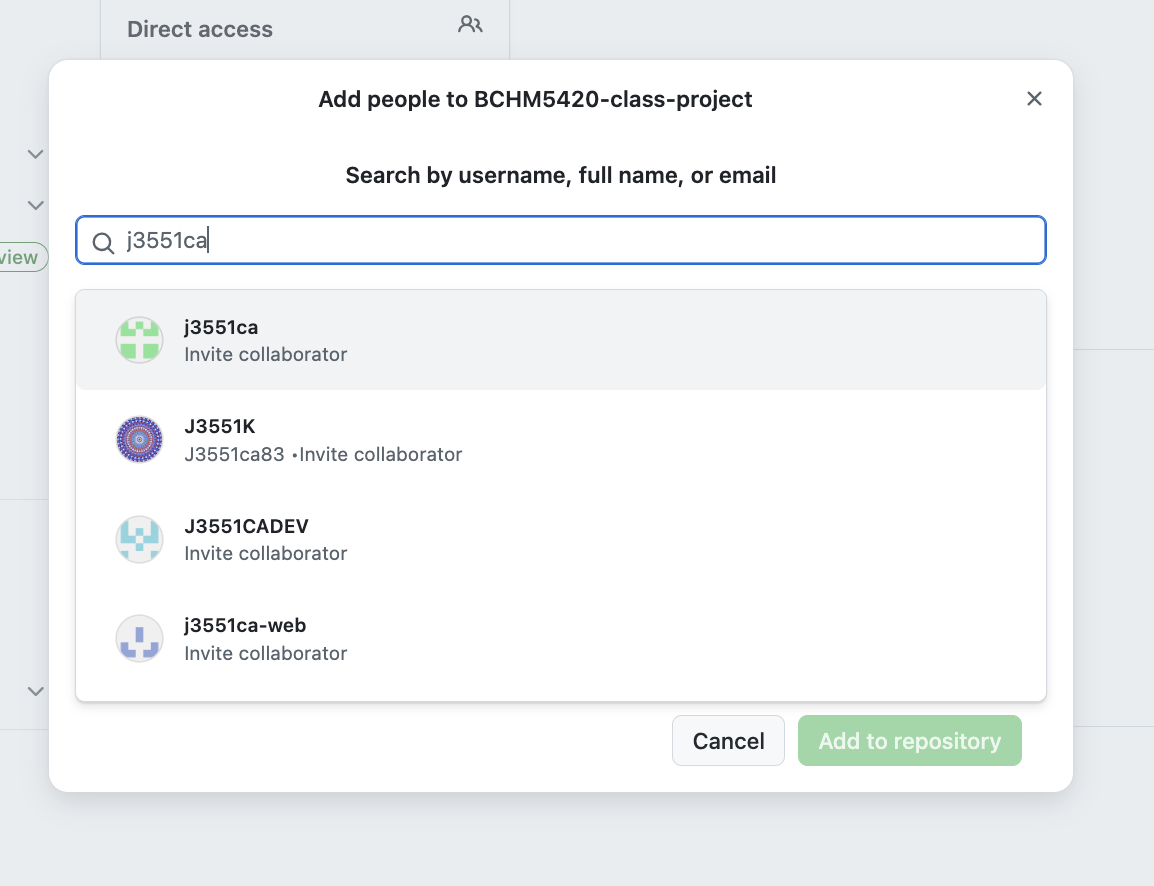 Direct access
Add people to BCHM5420-class-project
Search by username, full name, or email
j3551ca
view
j3551ca
Invite collaborator
J3551K
J3551ca83 •Invite collaborator
J3551CADEV
Invite collaborator
j3551ca-web
Invite collaborator
Cancel
Add to repository